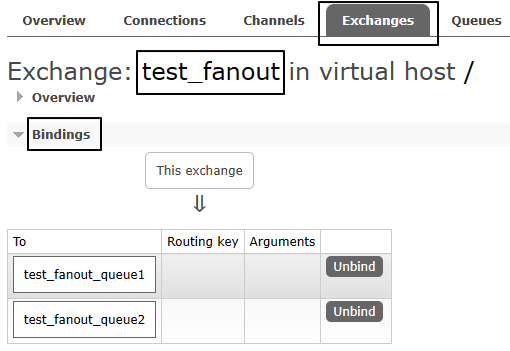 Overview Connections Channels Exchanges Queues
Exchange: test_fanout in virtual host /
Overview
Bindings
This exchange
⇓
To Routing key Arguments
test_fanout_queue1 Unbind
test_fanout_queue2 Unbind